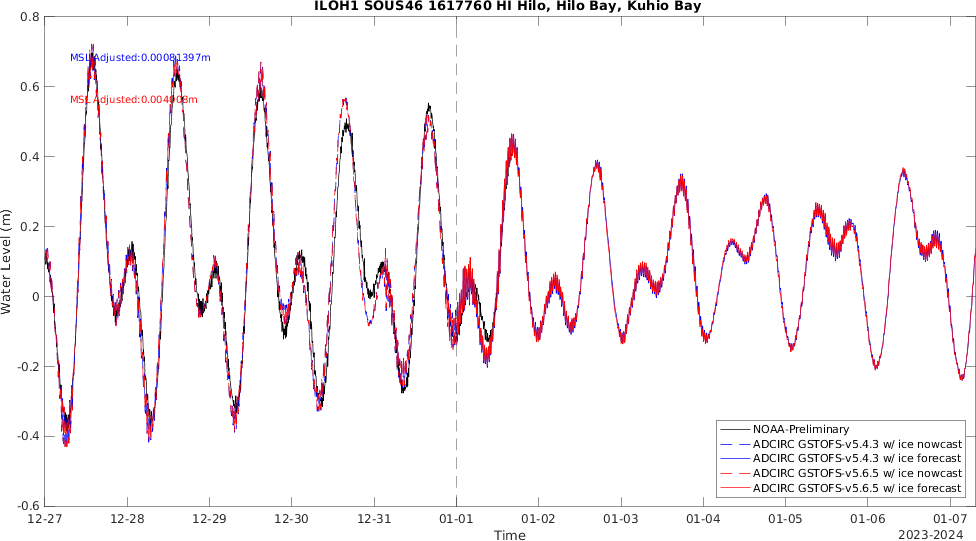 ILOH1 SOUS46 1617760 HI Hilo, Hilo Bay, Kuhio Bay
0.8
MSL Adjusted:0.00081397m
0.6
MSL Adjusted:0.004008m
0.4
Water Level (m)
0.2
0
-0.2
-0.4
-0.6
NOAA-Preliminary
ADCIRC GSTOFS-v5.4.3 w/ ice nowcast
ADCIRC GSTOFS-v5.4.3 w/ ice forecast
ADCIRC GSTOFS-v5.6.5 w/ ice nowcast
ADCIRC GSTOFS-v5.6.5 w/ ice forecast
12-27 12-28 12-29 12-30 12-31 01-01 01-02 01-03 01-04 01-05 01-06 01-07
Time
2023-2024